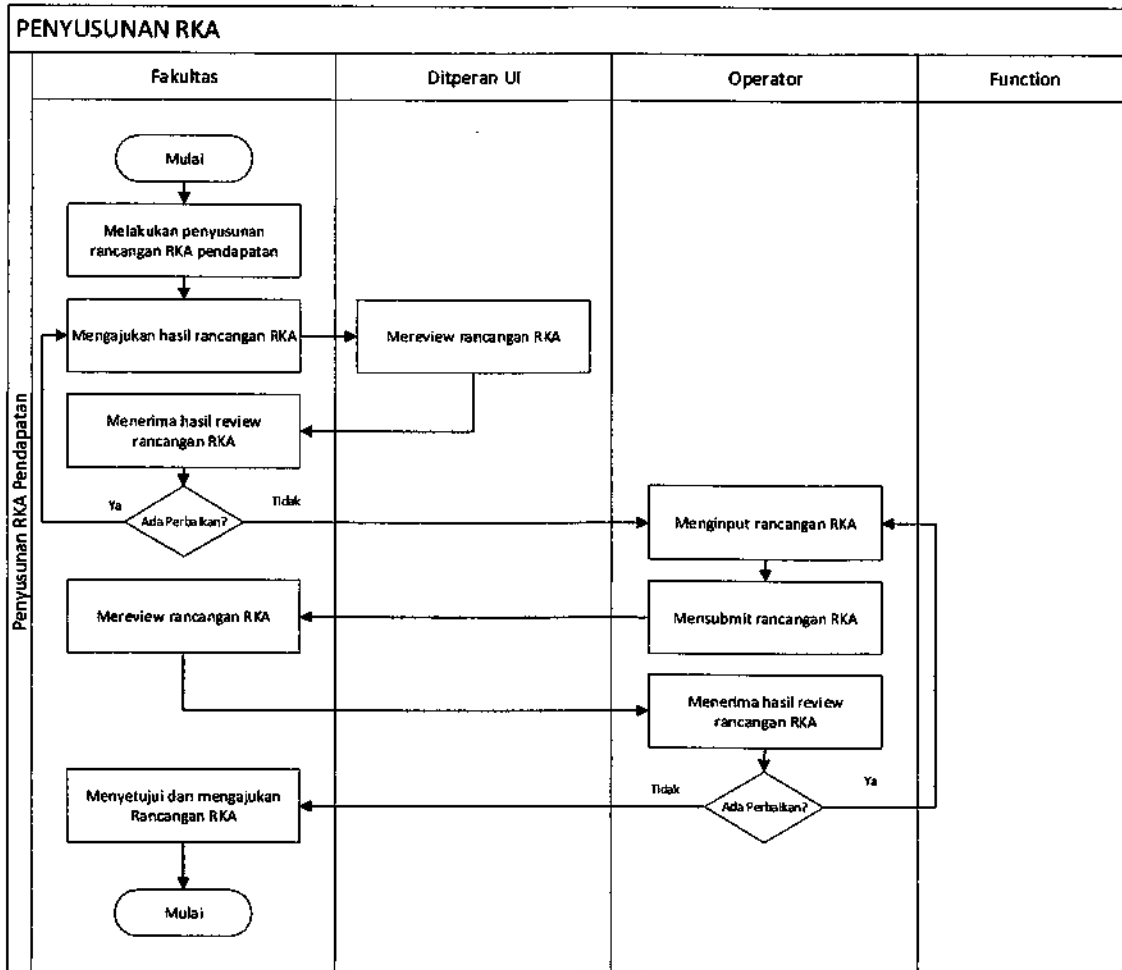 PENYUSUNAN RKA
Fakultas
Ditperan UI
Operator
Function
Penyusunan RKA Pendapatan
Mulai
Melakukan penyusunan
rancangan RKA pendapatan
Mengajukan hasil rancangan RKA
Mereview rancangan RKA
Menerima hasil review
rancangan RKA
Ya
Ada Perbaikan?
Tidak
Menginput rancangan RKA
Mereview rancangan RKA
Mensubmit rancangan RKA
Menerima hasil review
rancangan RKA
Menyetujui dan mengajukan
Rancangan RKA
Tidak
Ada Perbaikan?
Ya
Mulai